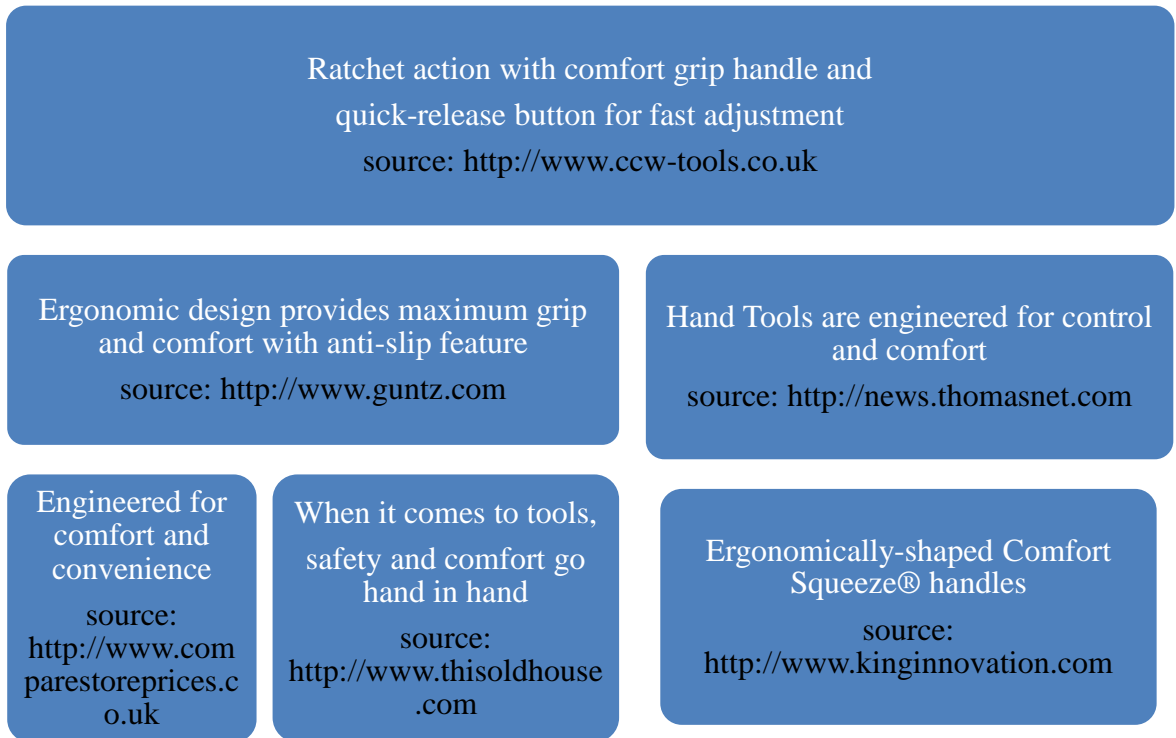 Ratchet action with comfort grip handle and
quick-release button for fast adjustment
source: http://www.ccw-tools.co.uk
Ergonomic design provides maximum grip
and comfort with anti-slip feature
source: http://www.guntz.com
Hand Tools are engineered for control
and comfort
source: http://news.thomasnet.com
Engineered for
comfort and
convenience
source:
http://www.com
parestoreprices.c
o.uk
When it comes to tools,
safety and comfort go
hand in hand
source:
http://www.thisoldhouse
.com
Ergonomically-shaped Comfort
Squeeze® handles
source:
http://www.kinginnovation.com